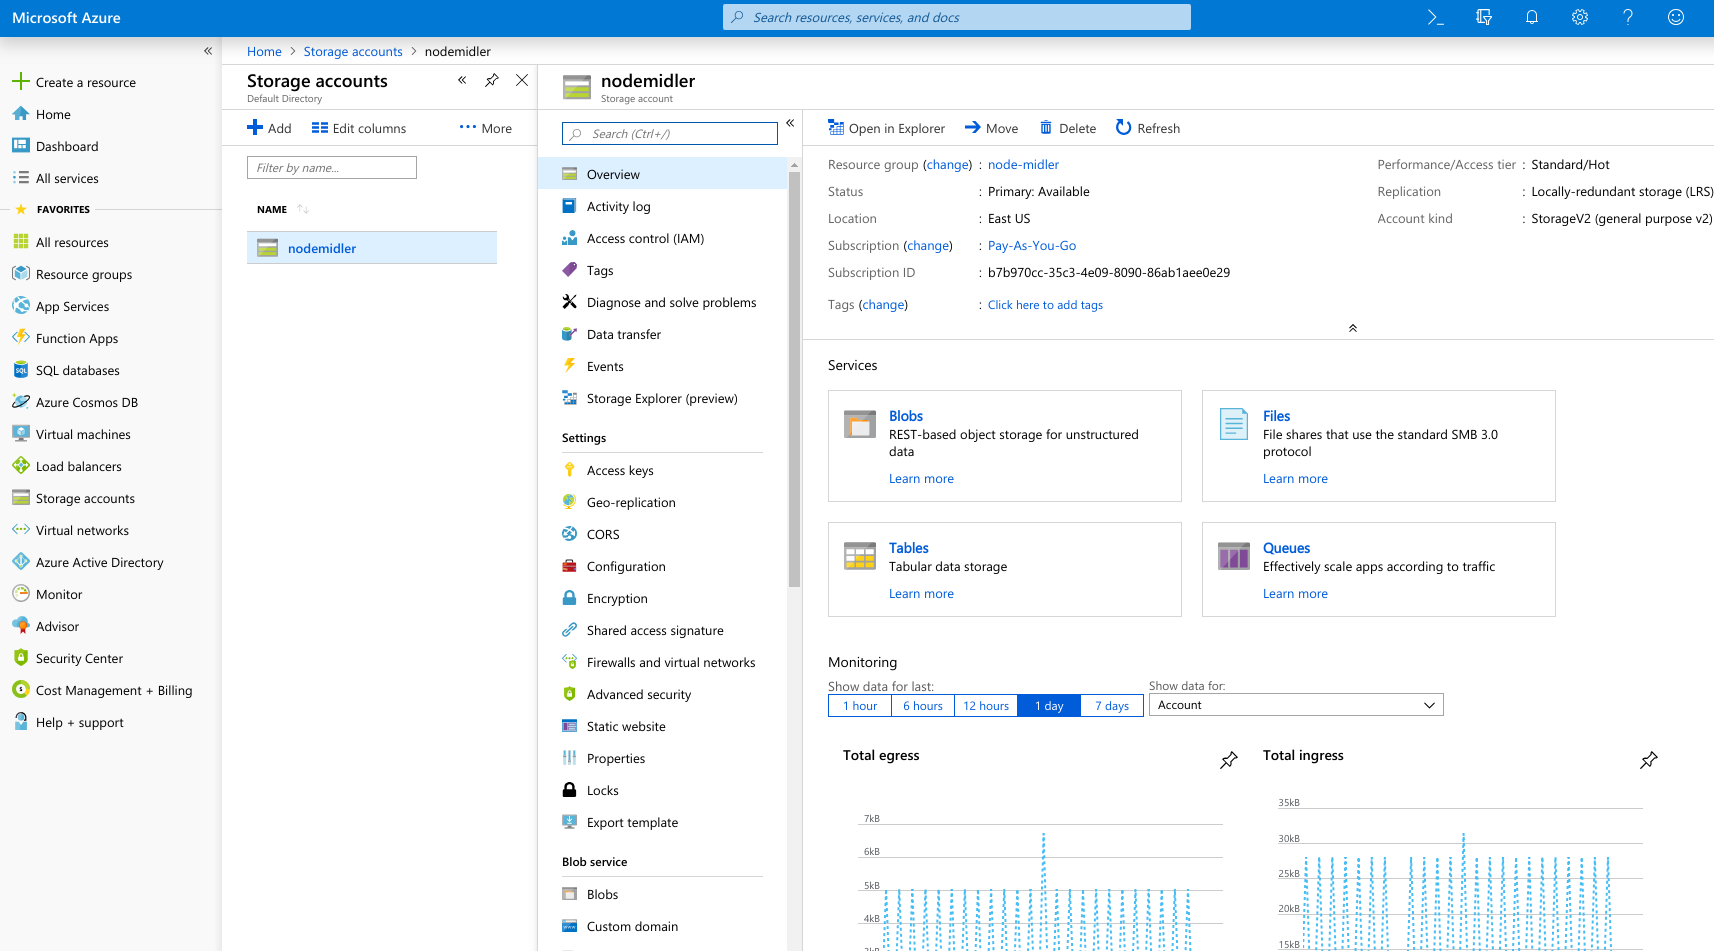 Microsoft Azure
Search resources, services, and docs
Home > Storage accounts > nodemidler
Create a resource
Home
Dashboard
All services
FAVORITES
All resources
Resource groups
App Services
Function Apps
SQL databases
Azure Cosmos DB
Virtual machines
Load balancers
Storage accounts
Virtual networks
Azure Active Directory
Monitor
Advisor
Security Center
Cost Management + Billing
Help + support
Storage accounts
Default Directory
Add
Edit columns
More
Filter by name...
NAME
nodemidler
nodemidler
Storage account
Search (Ctrl+/)
Overview
Activity log
Access control (IAM)
Tags
Diagnose and solve problems
Data transfer
Events
Storage Explorer (preview)
Settings
Access keys
Geo-replication
CORS
Configuration
Encryption
Shared access signature
Firewalls and virtual networks
Advanced security
Static website
Properties
Locks
Export template
Blob service
Blobs
Custom domain
Open in Explorer
Move
Delete
Refresh
Resource group (change) : node-midler
Status : Primary: Available
Location : East US
Subscription (change) : Pay-As-You-Go
Subscription ID : b7b970cc-35c3-4e09-8090-86ab1aee0e29
Tags (change) : Click here to add tags
Performance/Access tier : Standard/Hot
Replication : Locally-redundant storage (LRS)
Account kind : StorageV2 (general purpose v2)
Services
Blobs
REST-based object storage for unstructured
data
Learn more
Files
File shares that use the standard SMB 3.0
protocol
Learn more
Tables
Tabular data storage
Learn more
Queues
Effectively scale apps according to traffic
Learn more
Monitoring
Show data for last:
1 hour
6 hours
12 hours
1 day
7 days
Show data for:
Account
Total egress
7kB
6kB
5kB
4kB
Total ingress
35kB
30kB
25kB
20kB
15kB